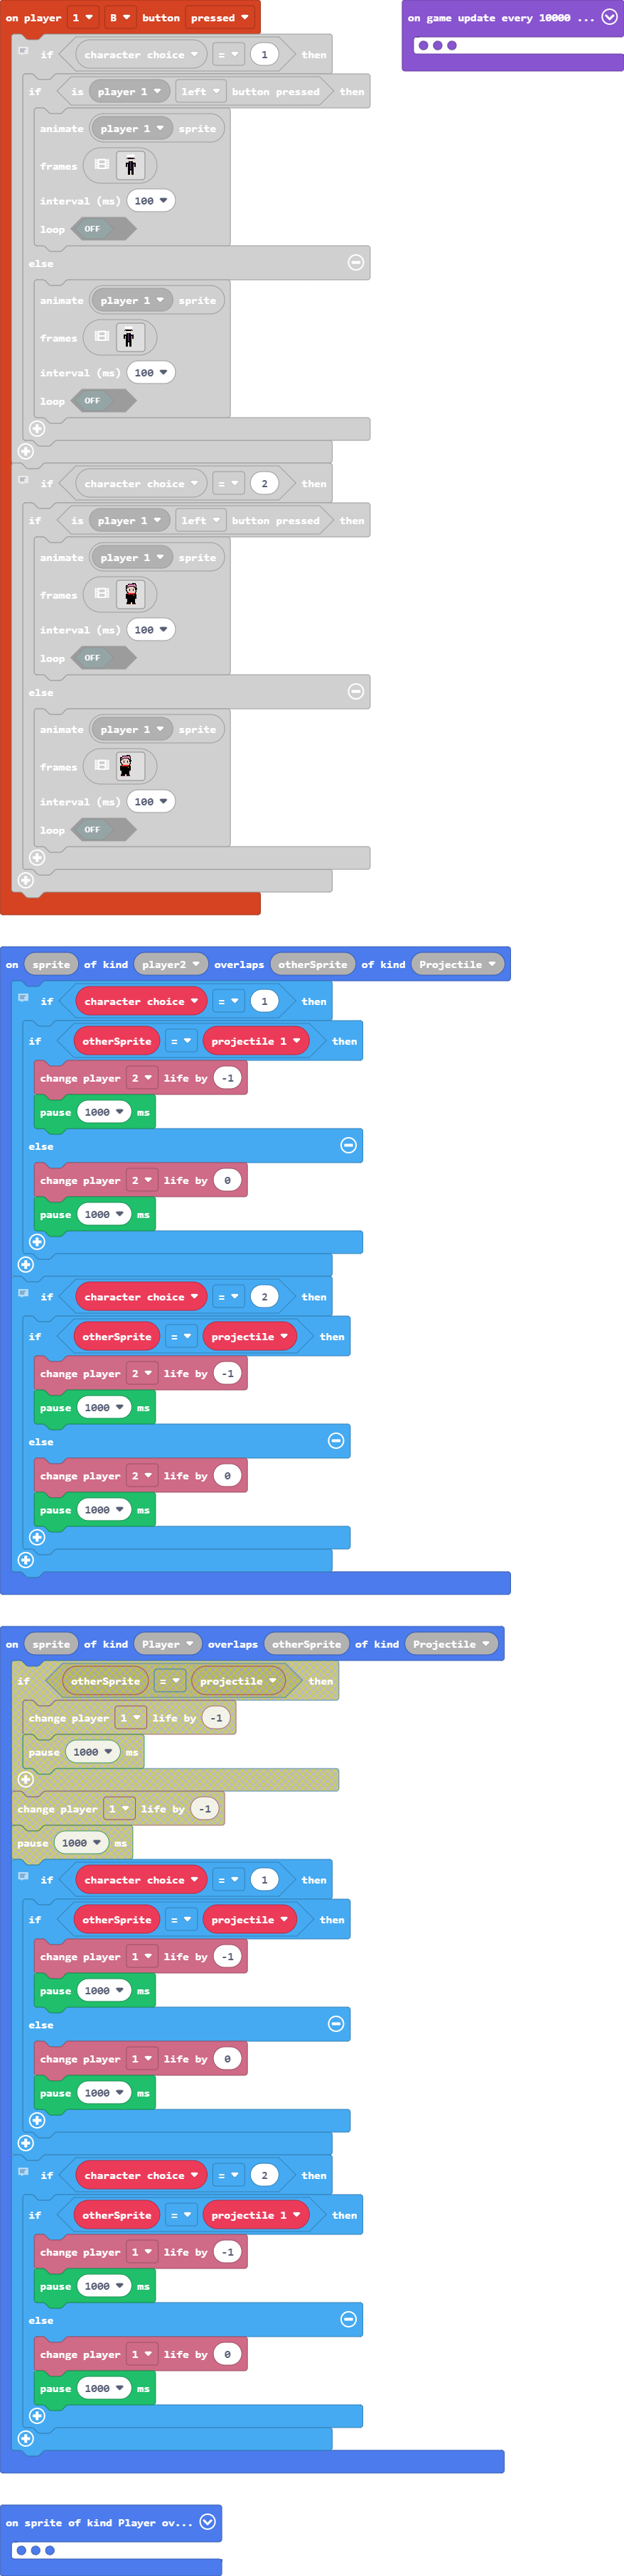 on player 1 B button pressed
on game update every 10000 ...
if character choice = 1 then
if is player 1 left button pressed then
animate player 1 sprite
frames
interval (ms) 100
loop OFF
else
animate player 1 sprite
frames
interval (ms) 100
loop OFF
if character choice = 2 then
if is player 1 left button pressed then
animate player 1 sprite
frames
interval (ms) 100
loop OFF
else
animate player 1 sprite
frames
interval (ms) 100
loop OFF
on sprite of kind player2 overlaps otherSprite of kind Projectile
if character choice = 1 then
if otherSprite = projectile 1 then
change player 2 life by -1
pause 1000 ms
else
change player 2 life by 0
pause 1000 ms
if character choice = 2 then
if otherSprite = projectile then
change player 2 life by -1
pause 1000 ms
else
change player 2 life by 0
pause 1000 ms
on sprite of kind Player overlaps otherSprite of kind Projectile
if otherSprite = projectile then
change player 1 life by -1
pause 1000 ms
change player 1 life by -1
pause 1000 ms
if character choice = 1 then
if otherSprite = projectile then
change player 1 life by -1
pause 1000 ms
else
change player 1 life by 0
pause 1000 ms
if character choice = 2 then
if otherSprite = projectile 1 then
change player 1 life by -1
pause 1000 ms
else
change player 1 life by 0
pause 1000 ms
on sprite of kind Player ov...